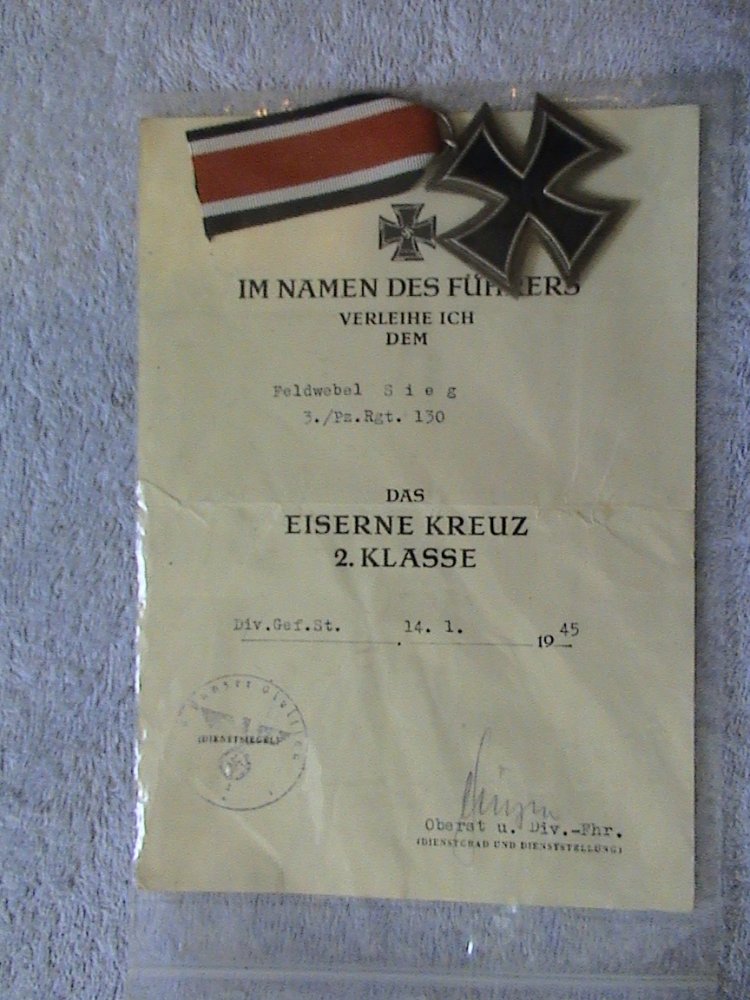 IM NAMEN DES FÜHRERS
VERLEIHE ICH
DEM
Feldwebel S i e g
3./Pz.Rgt. 130
DAS
EISERNE KREUZ
2. KLASSE
Div.Gef.St. 14. 1. 1945
(DIENSTSIEGEL)
Oberst u. Div.-Fhr.
(DIENSTGRAD UND DIENSTSTELLUNG)